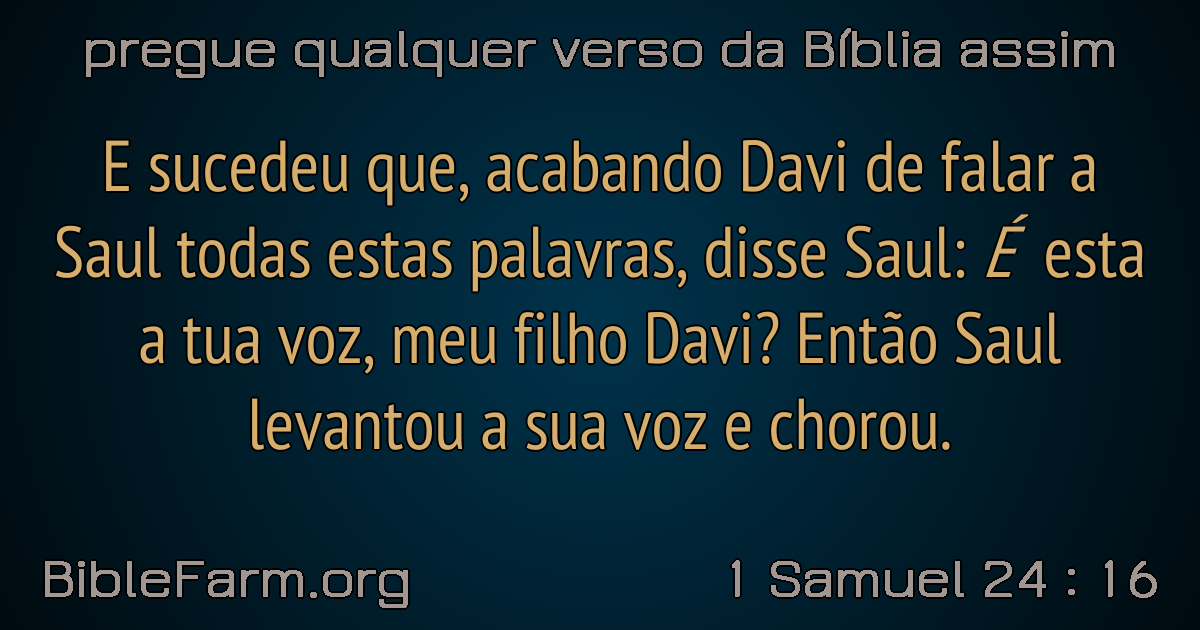 pregue qualquer verso da Bíblia assim
E sucedeu que, acabando Davi de falar a
Saul todas estas palavras, disse Saul: É esta
a tua voz, meu filho Davi? Então Saul
levantou a sua voz e chorou.
BibleFarm.org
1 Samuel 24 : 16